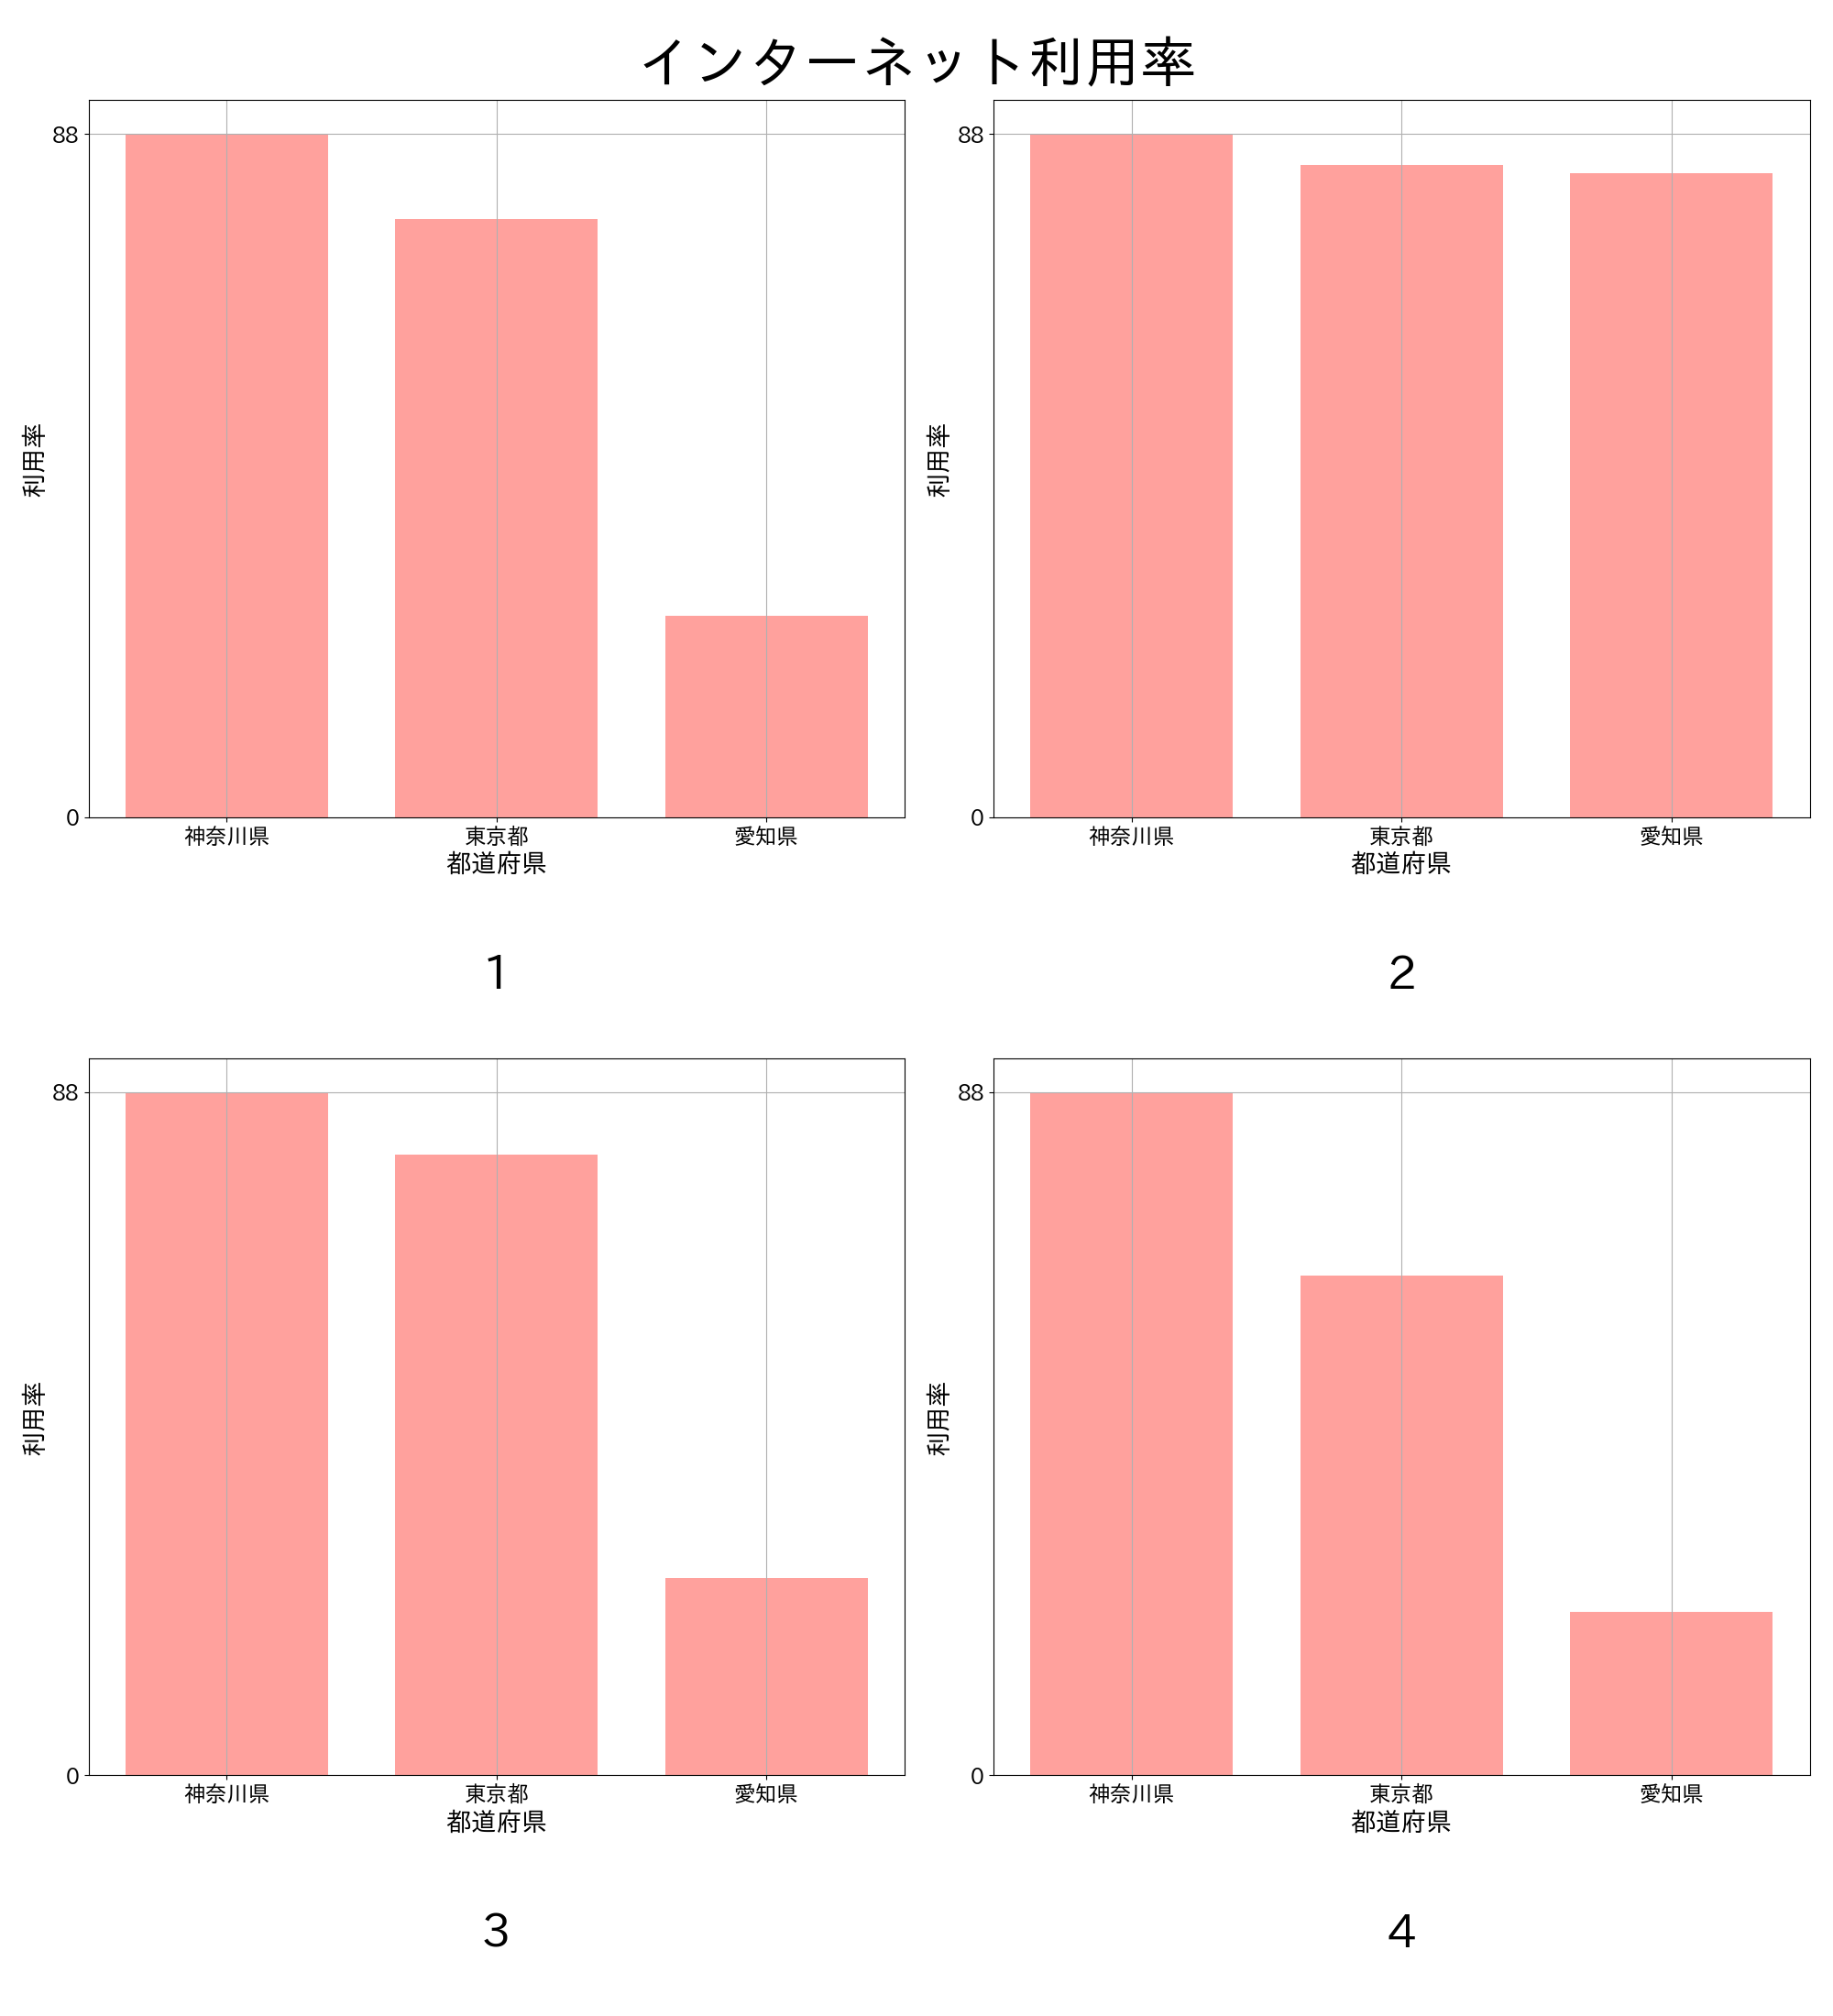 インターネット利用率
88
0
利用率
神奈川県 東京都 愛知県
都道府県
1
88
0
利用率
神奈川県 東京都 愛知県
都道府県
2
88
0
利用率
神奈川県 東京都 愛知県
都道府県
3
88
0
利用率
神奈川県 東京都 愛知県
都道府県
4